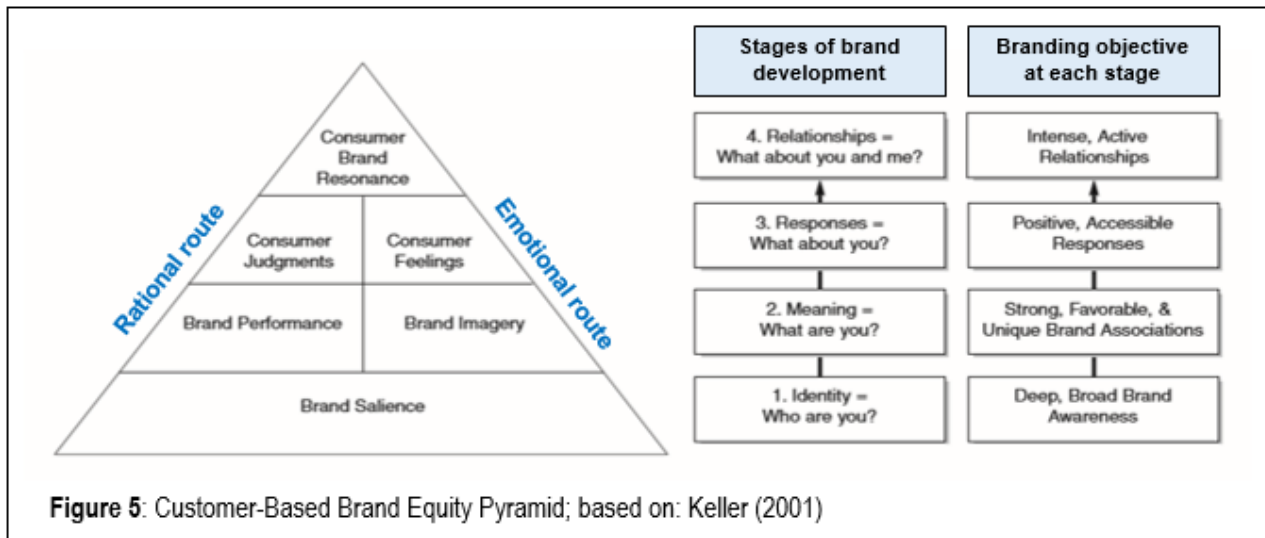 Stages of brand
development
Branding objective
at each stage
Consumer
Brand
Resonance
Rational route
Emotional route
Consumer
Judgments
Consumer
Feelings
Brand Performance
Brand Imagery
Brand Salience
4. Relationships =
What about you and me?
Intense, Active
Relationships
3. Responses =
What about you?
Positive, Accessible
Responses
2. Meaning =
What are you?
Strong, Favorable, &
Unique Brand Associations
1. Identity =
Who are you?
Deep, Broad Brand
Awareness
Figure 5: Customer-Based Brand Equity Pyramid; based on: Keller (2001)